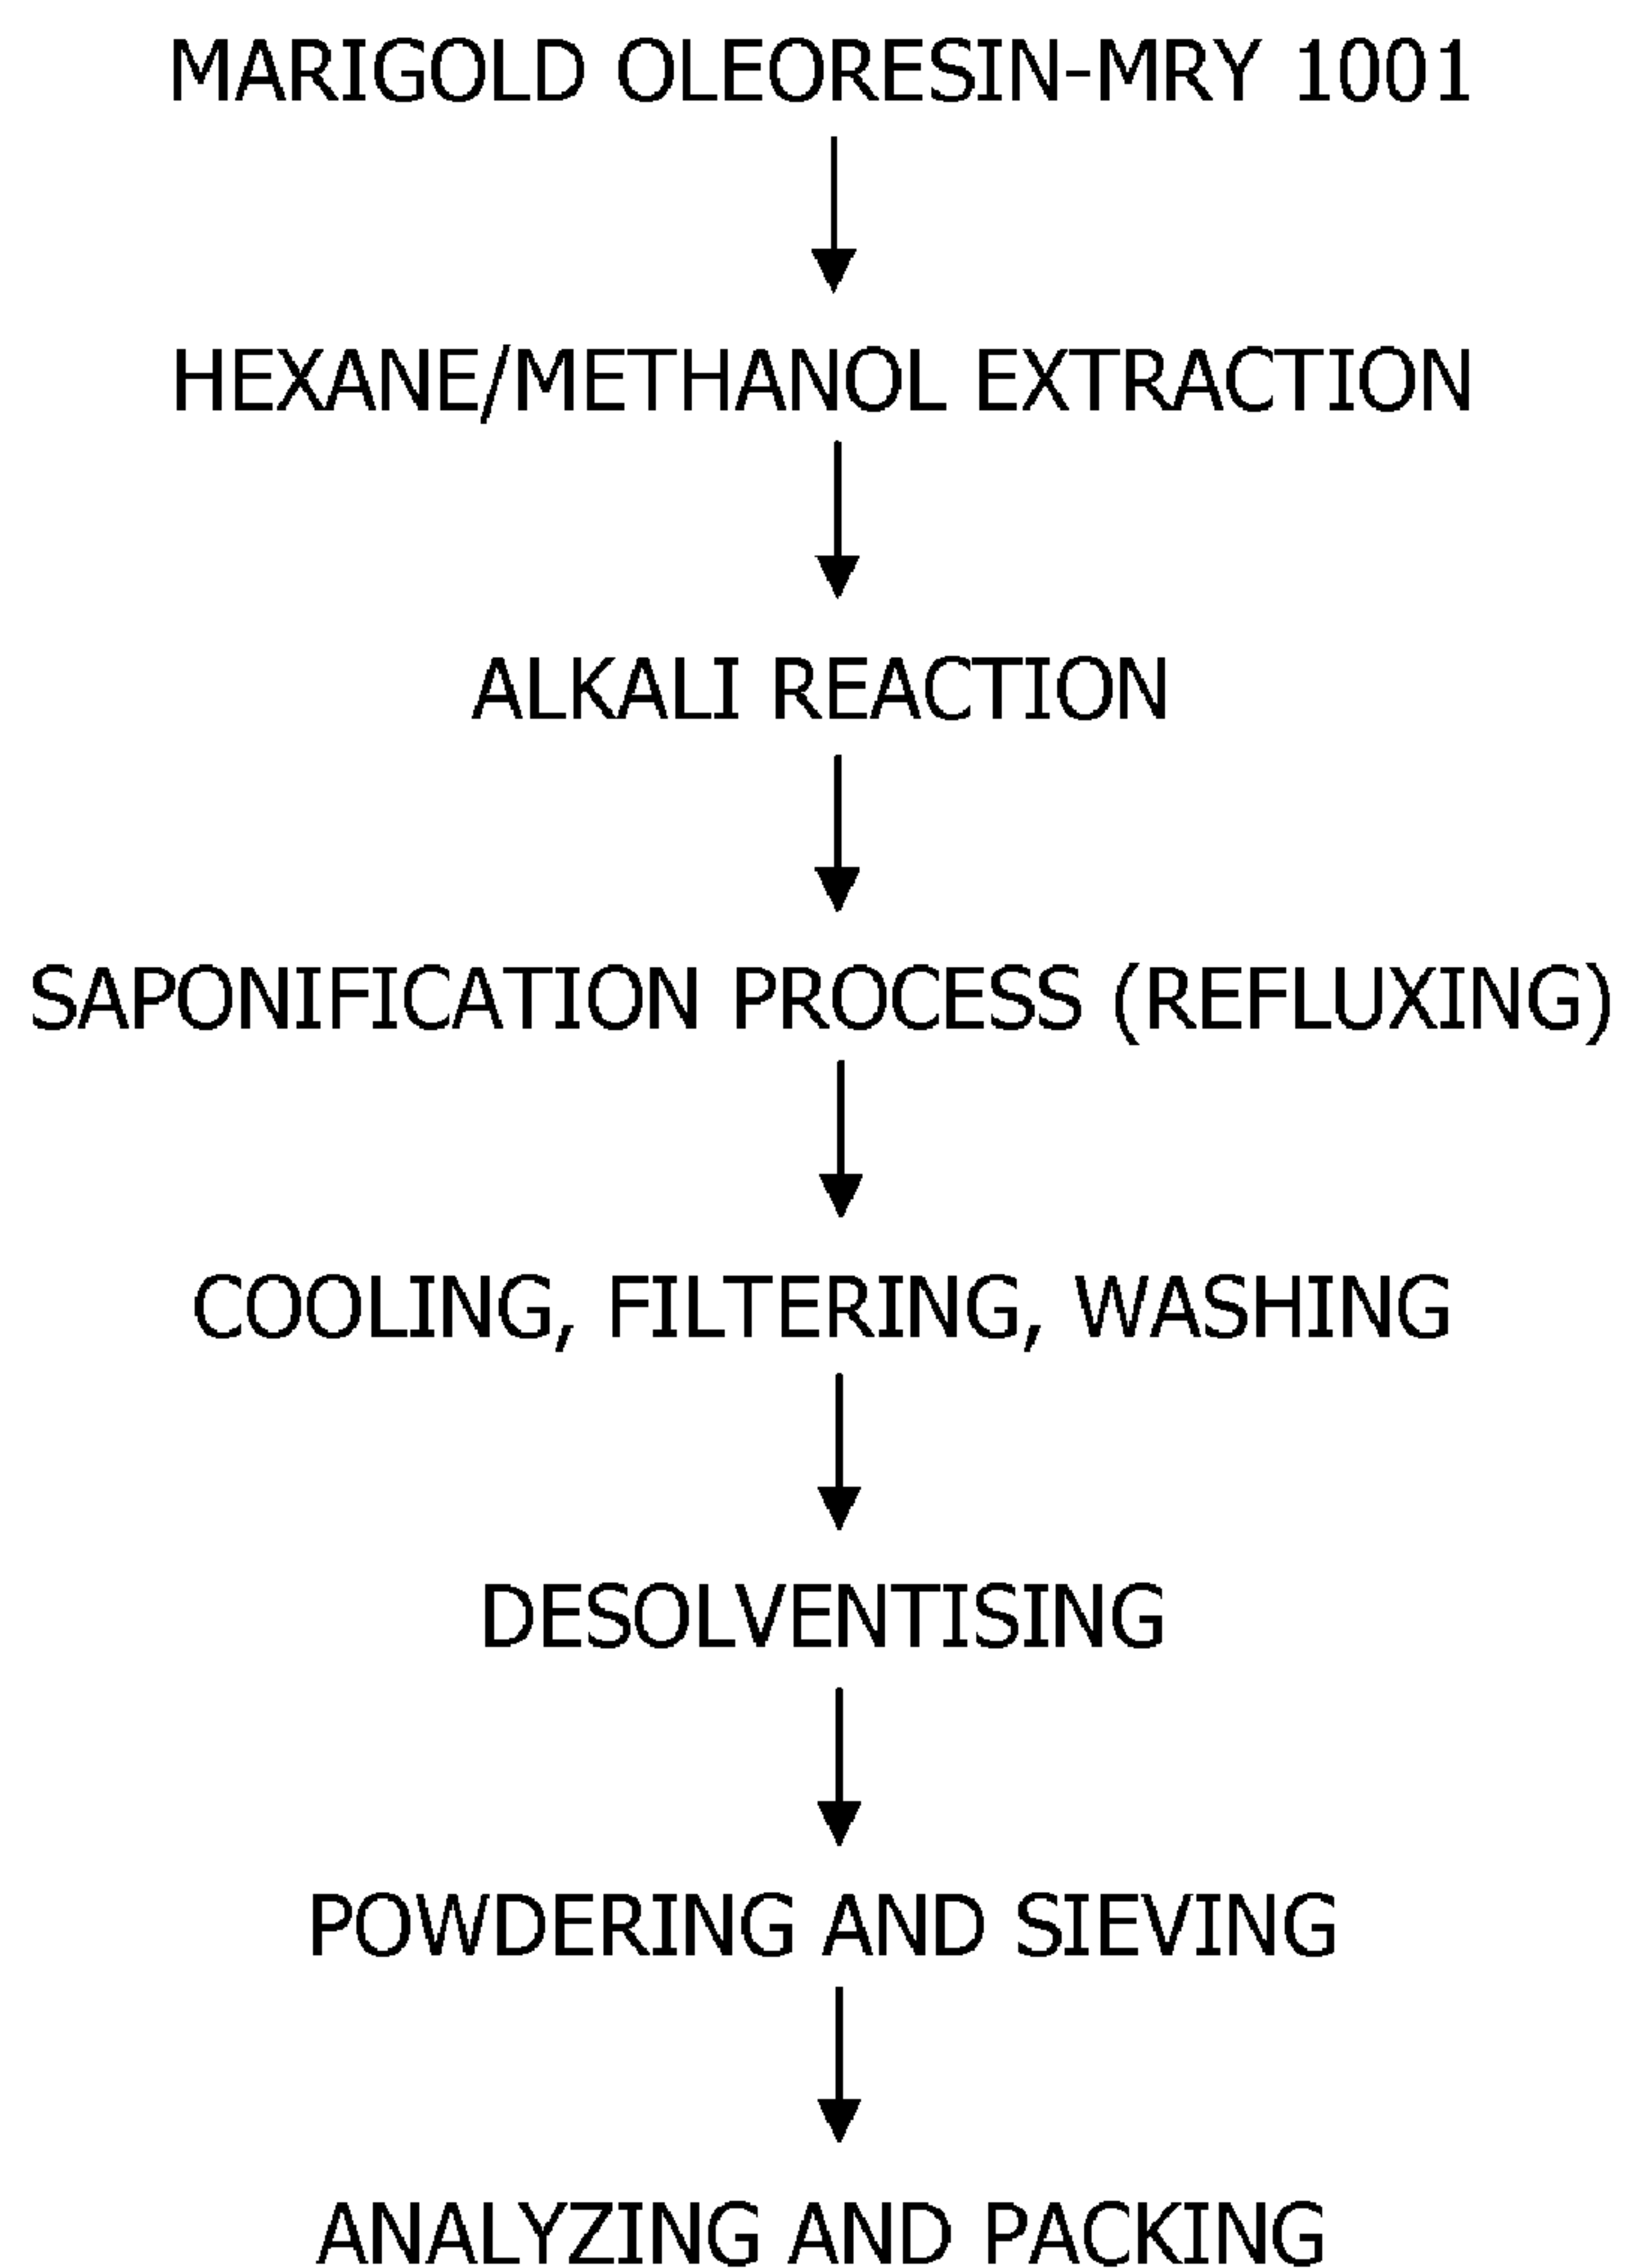 MARIGOLD OLEORESIN-MRY 1001
HEXANE/METHANOL EXTRACTION
ALKALI REACTION
SAPONIFICATION PROCESS (REFLUXING)
COOLING, FILTERING, WASHING
DESOLVENTISING
POWDERING AND SIEVING
ANALYZING AND PACKING